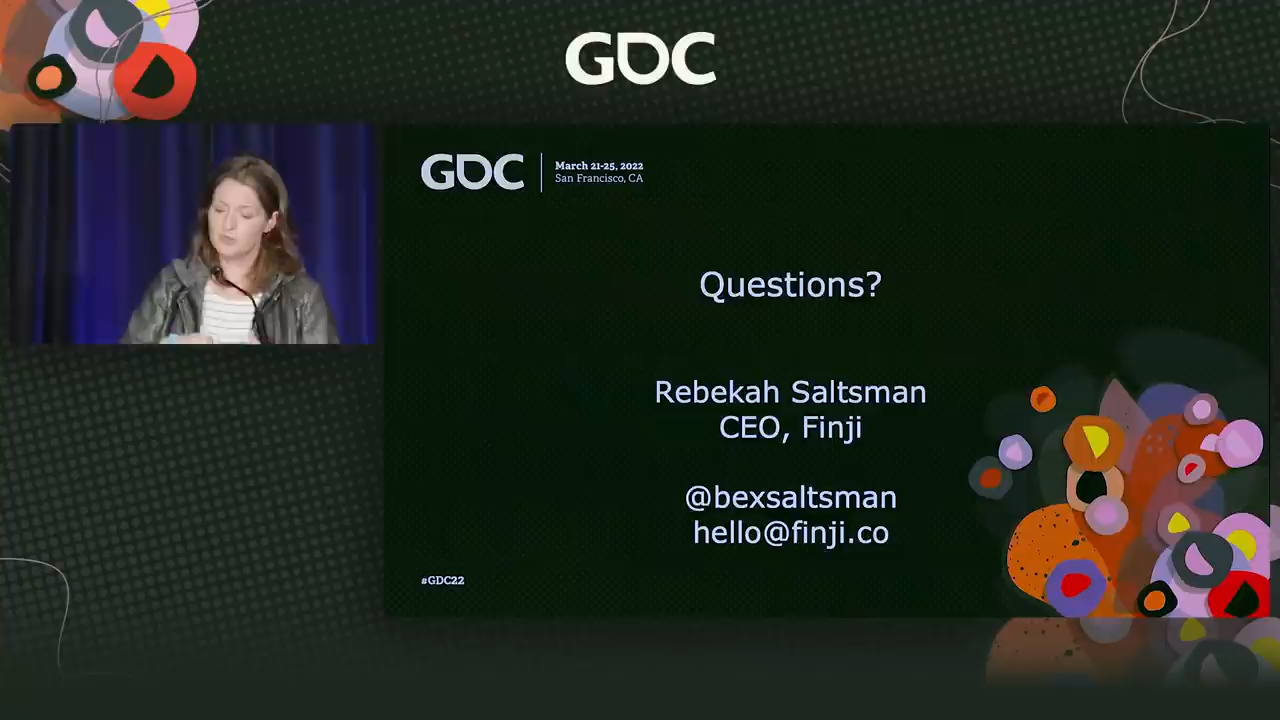 GDC
GDC
March 21-25, 2022
San Francisco, CA
Questions?
Rebekah Saltsman
CEO, Finji
@bexsaltsman
hello@finji.co
#GDC22